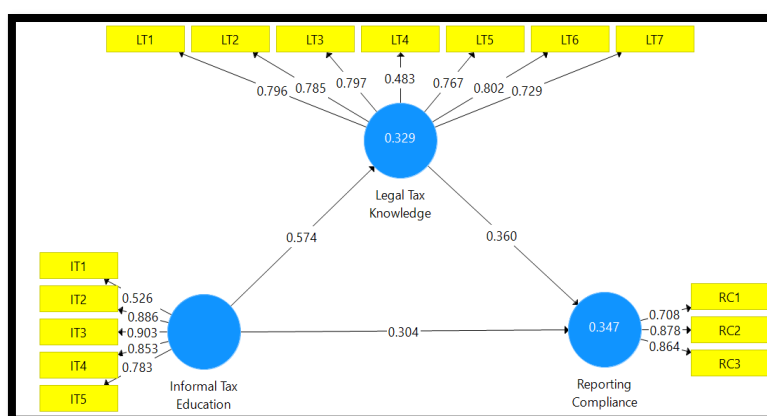 LT1 LT2 LT3 LT4 LT5 LT6 LT7
0.796 0.785 0.797 0.483 0.767 0.802 0.729
0.329
Legal Tax
Knowledge
0.574
0.360
IT1
IT2
IT3
IT4
IT5
0.526
0.886
0.903
0.853
0.783
Informal Tax
Education
0.304
0.347
Reporting
Compliance
0.708
0.878
0.864
RC1
RC2
RC3